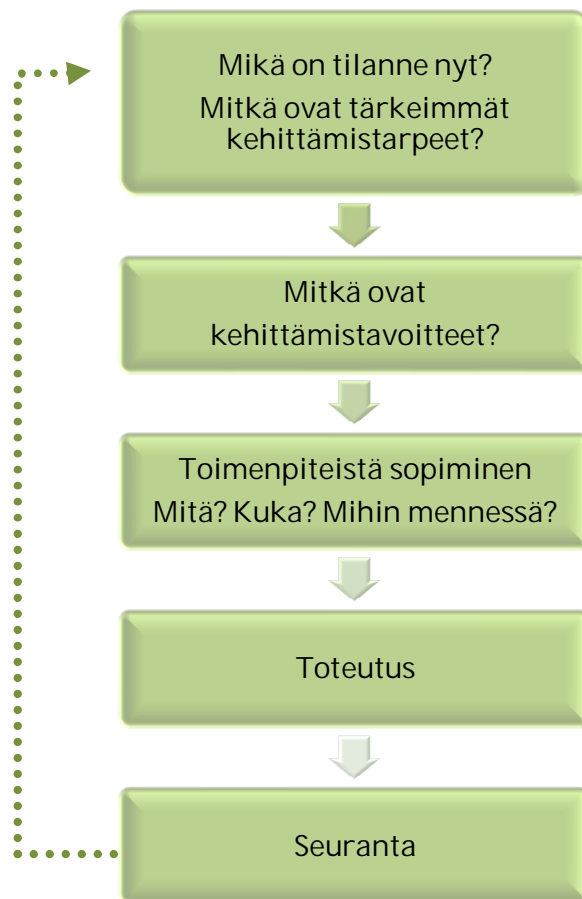 Mikä on tilanne nyt?
Mitkä ovat tärkeimmät
kehittämistarpeet?
Mitkä ovat
kehittämistavoitteet?
Toimenpiteistä sopiminen
Mitä? Kuka? Mihin mennessä?
Toteutus
Seuranta